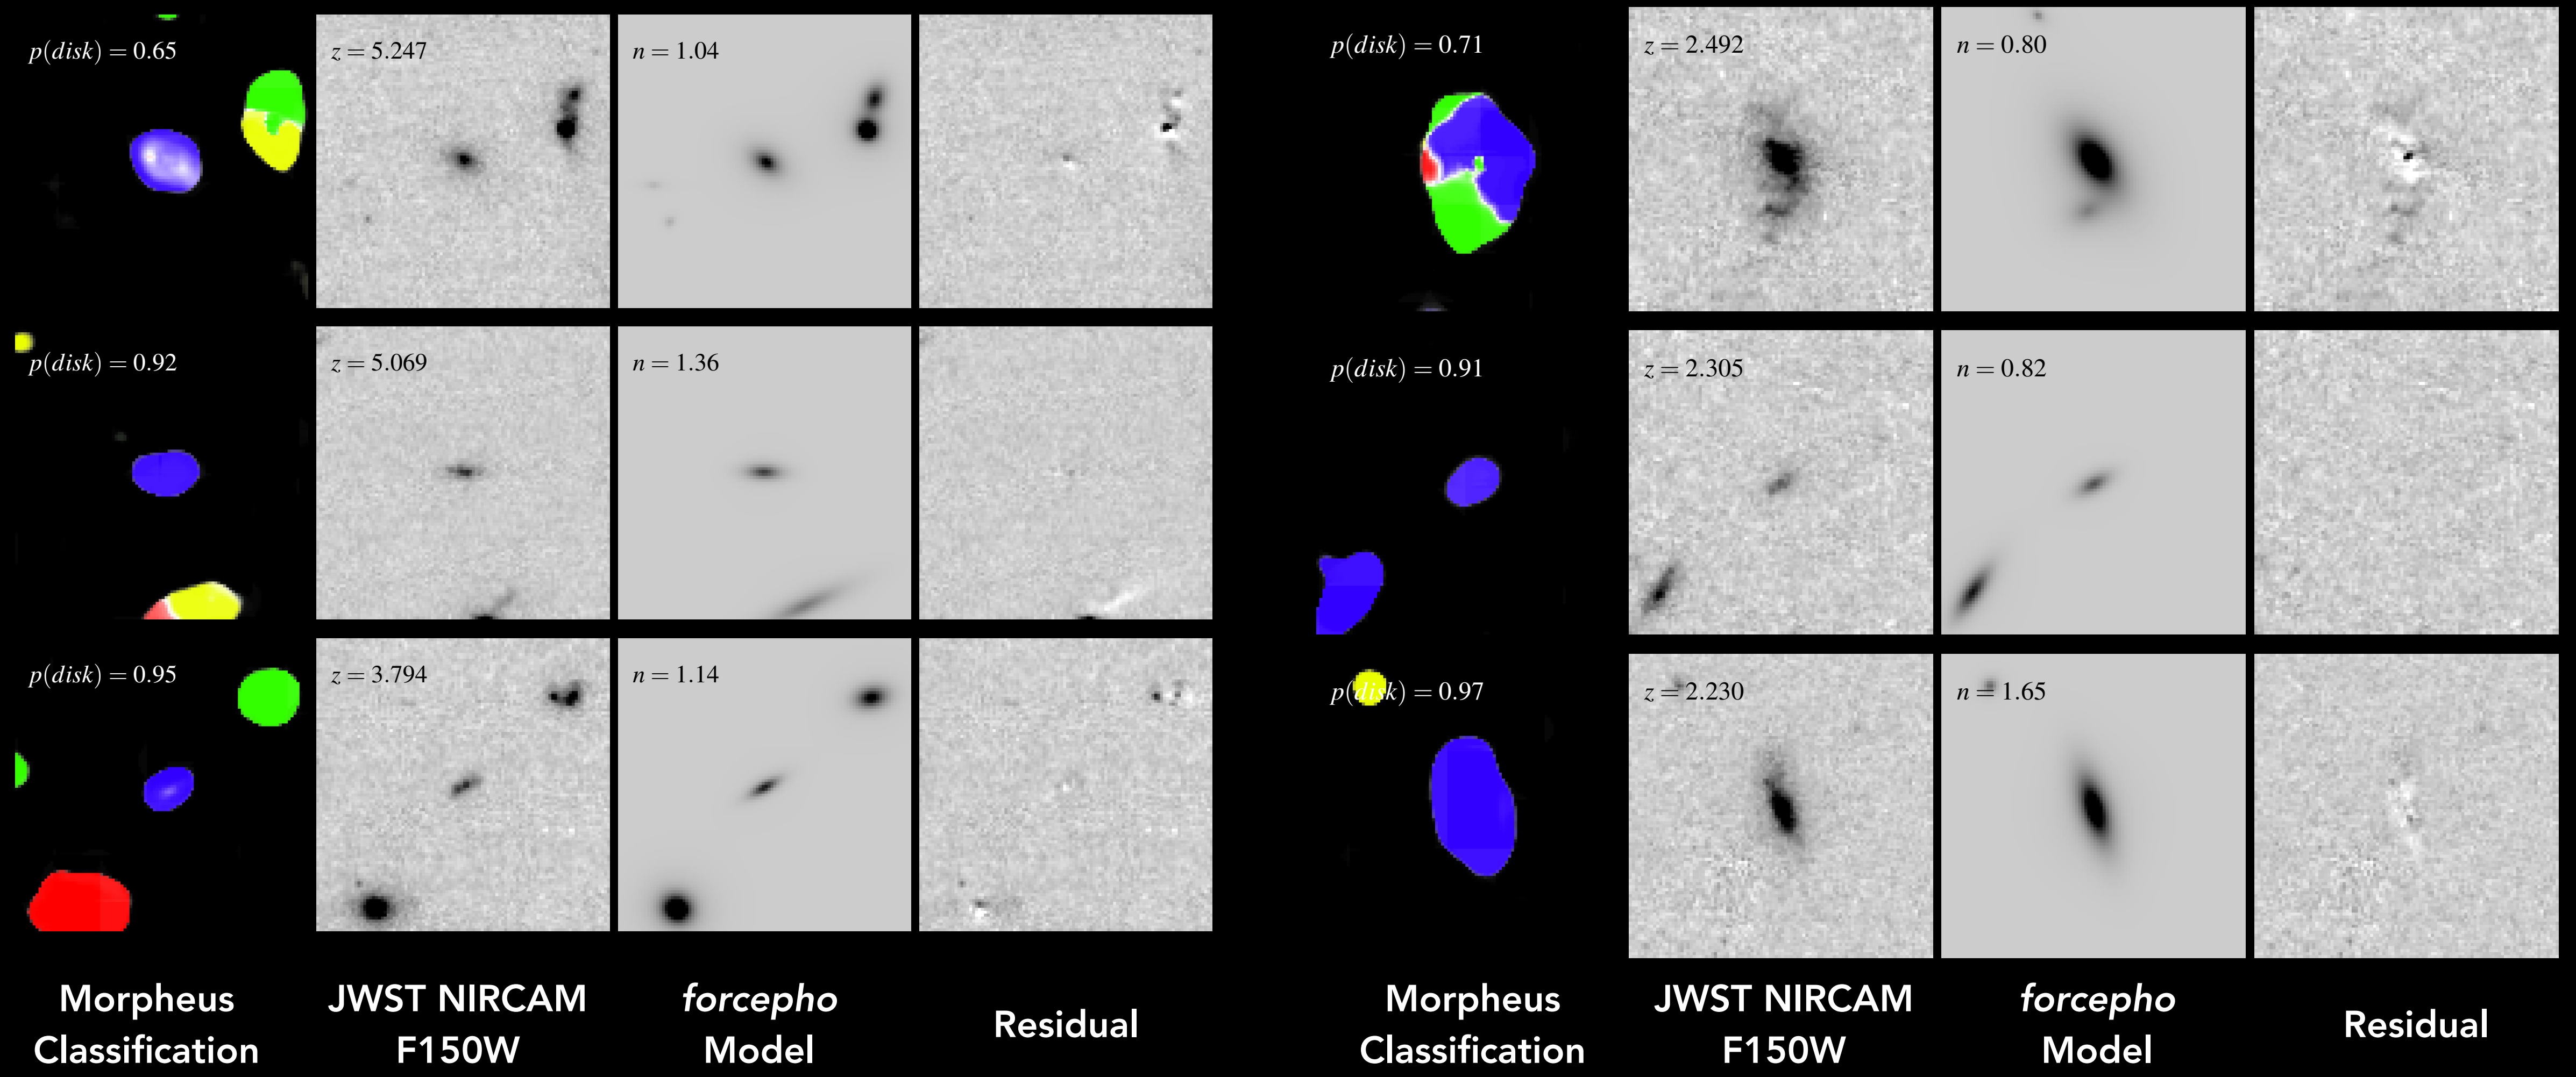 p(disk) = 0.65
z = 5.247
n = 1.04
p(disk) = 0.71
z = 2.492
n = 0.80
p(disk) = 0.92
z = 5.069
n = 1.36
p(disk) = 0.91
z = 2.305
n = 0.82
p(disk) = 0.95
z = 3.794
n = 1.14
p(disk) = 0.97
z = 2.230
n = 1.65
Morpheus
Classification
JWST NIRCAM
F150W
forcepho
Model
Residual
Morpheus
Classification
JWST NIRCAM
F150W
forcepho
Model
Residual